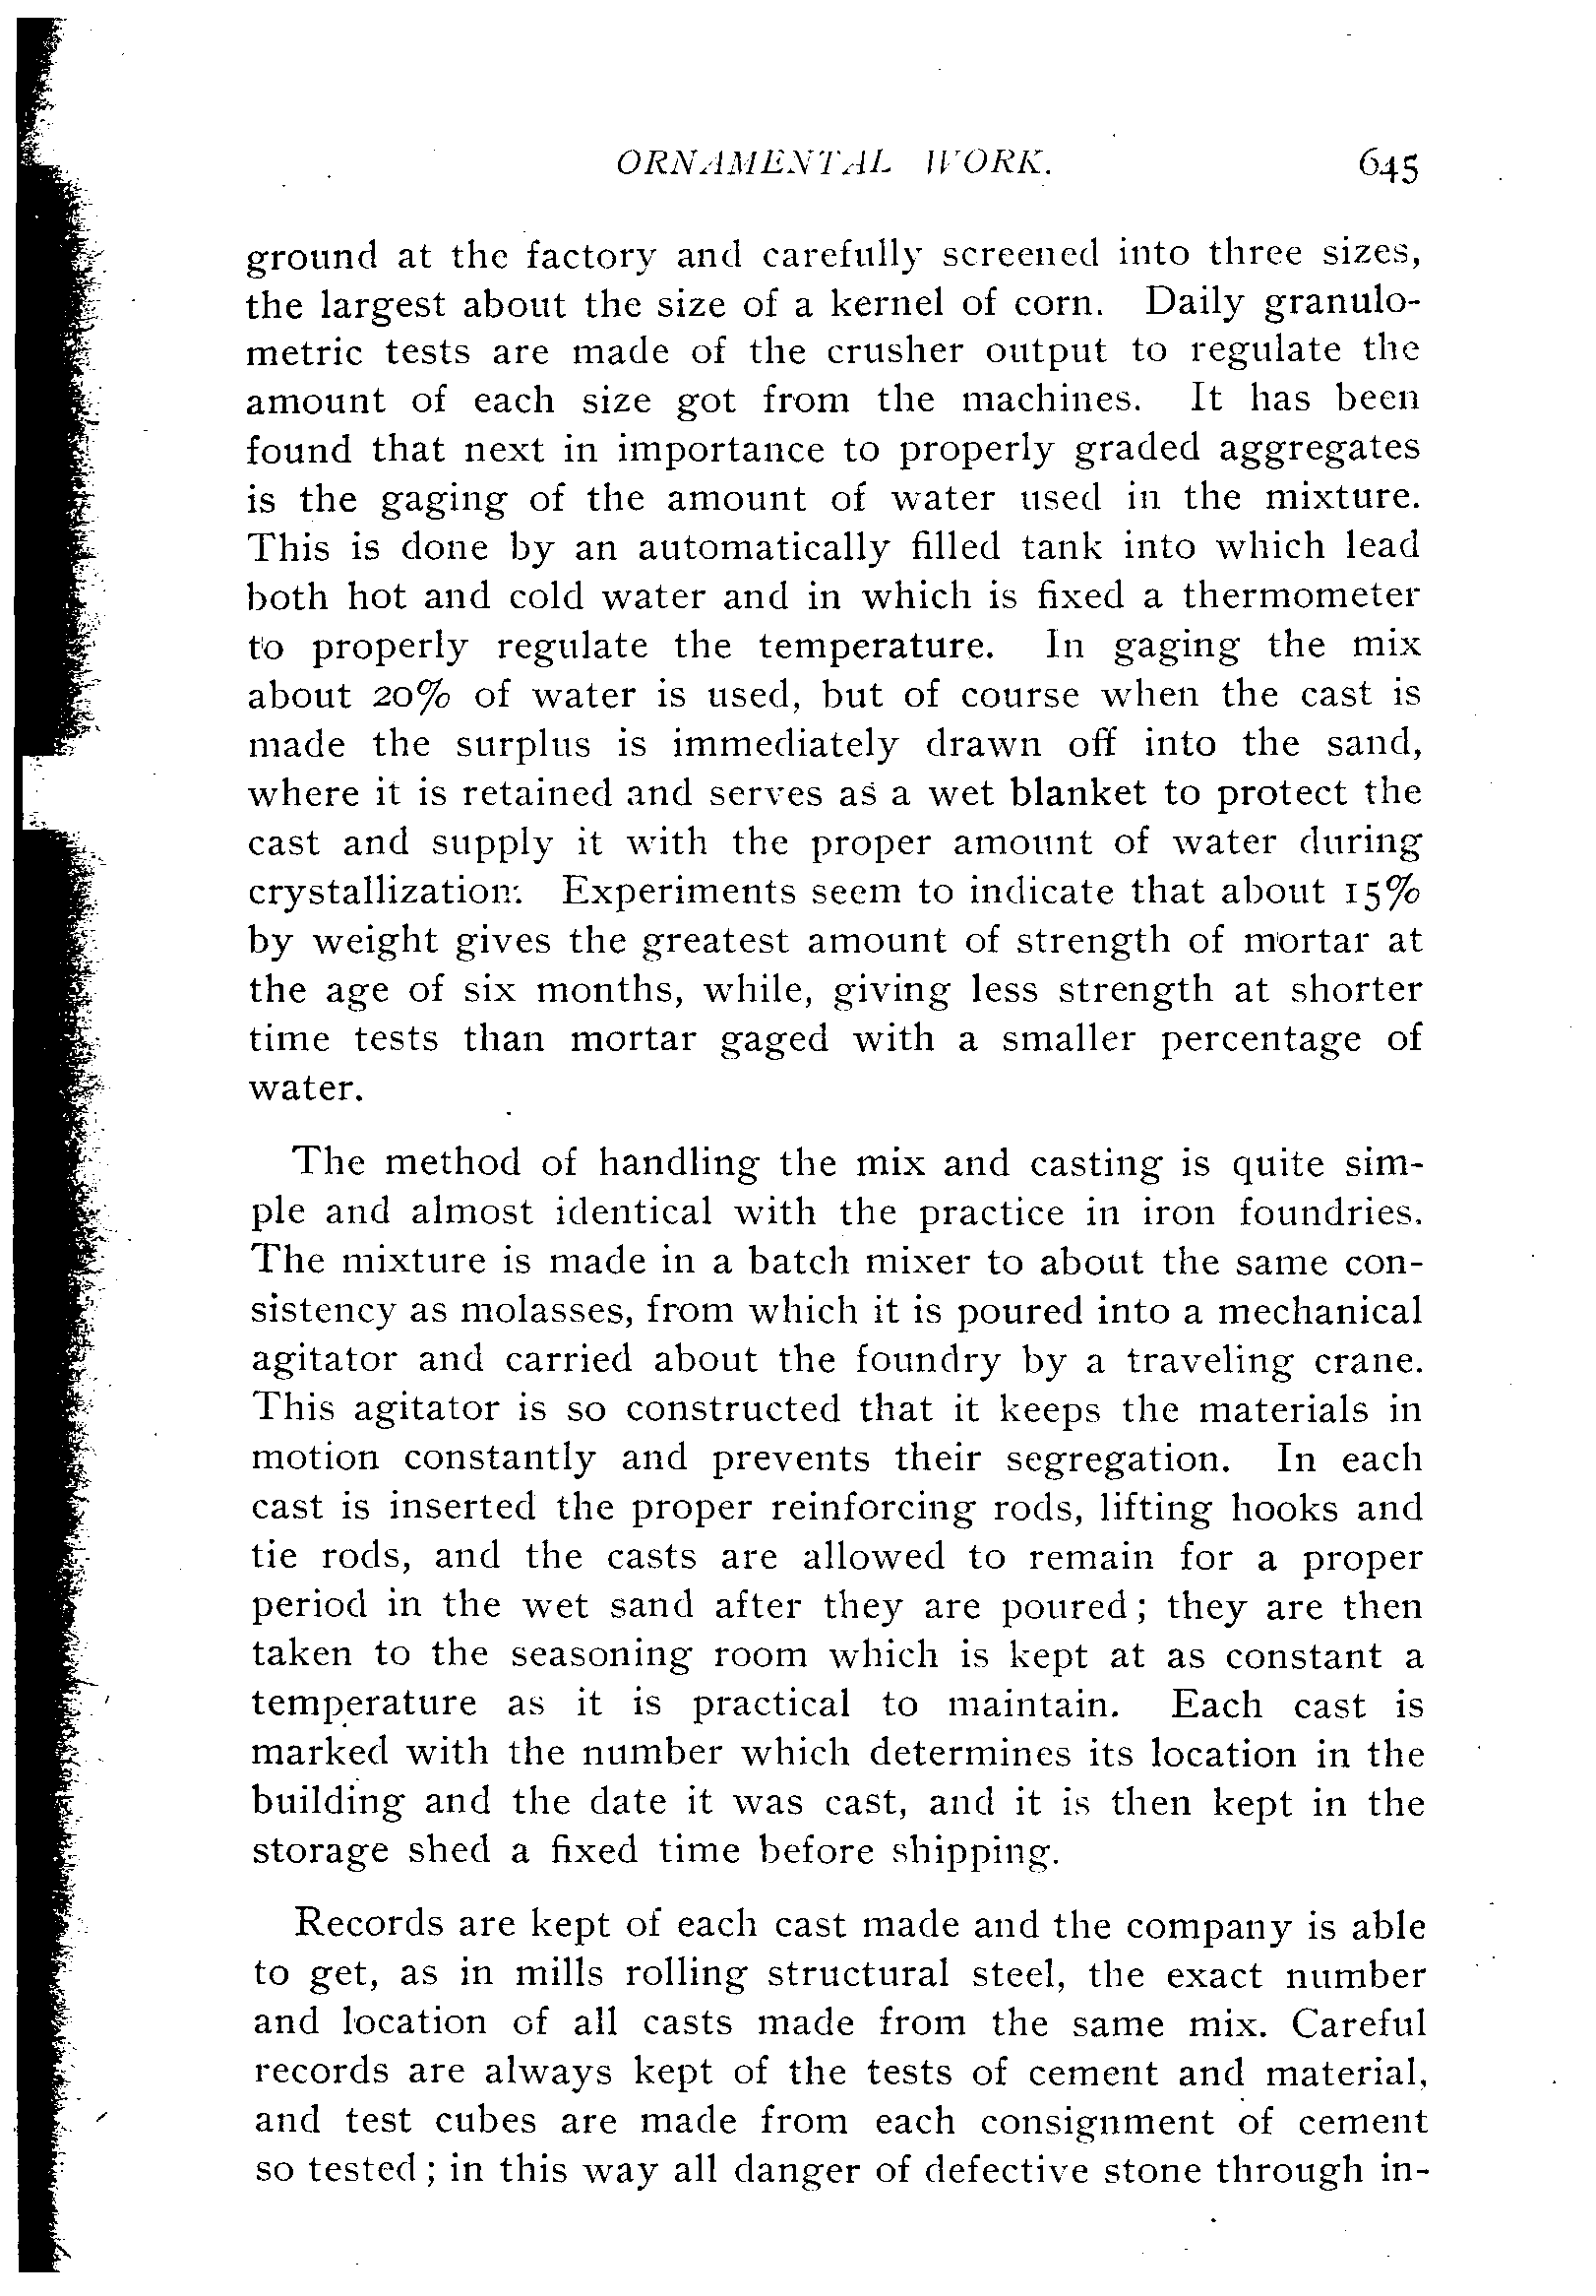 ORNAMENTAL WORK. 645
ground at the factory and carefully screened into three sizes,
the largest about the size of a kernel of corn. Daily granulo-
metric tests are made of the crusher output to regulate the
amount of each size got from the machines. It has been
found that next in importance to properly graded aggregates
is the gaging of the amount of water used in the mixture.
This is done by an automatically filled tank into which lead
both hot and cold water and in which is fixed a thermometer
to properly regulate the temperature. In gaging the mix
about 20% of water is used, but of course when the cast is
made the surplus is immediately drawn off into the sand,
where it is retained and serves as a wet blanket to protect the
cast and supply it with the proper amount of water during
crystallization. Experiments seem to indicate that about 15%
by weight gives the greatest amount of strength of mortar at
the age of six months, while, giving less strength at shorter
time tests than mortar gaged with a smaller percentage of
water.
The method of handling the mix and casting is quite sim-
ple and almost identical with the practice in iron foundries.
The mixture is made in a batch mixer to about the same con-
sistency as molasses, from which it is poured into a mechanical
agitator and carried about the foundry by a traveling crane.
This agitator is so constructed that it keeps the materials in
motion constantly and prevents their segregation. In each
cast is inserted the proper reinforcing rods, lifting hooks and
tie rods, and the casts are allowed to remain for a proper
period in the wet sand after they are poured; they are then
taken to the seasoning room which is kept at as constant a
temperature as it is practical to maintain. Each cast is
marked with the number which determines its location in the
building and the date it was cast, and it is then kept in the
storage shed a fixed time before shipping.
Records are kept of each cast made and the company is able
to get, as in mills rolling structural steel, the exact number
and location of all casts made from the same mix. Careful
records are always kept of the tests of cement and material,
and test cubes are made from each consignment of cement
so tested; in this way all danger of defective stone through in-